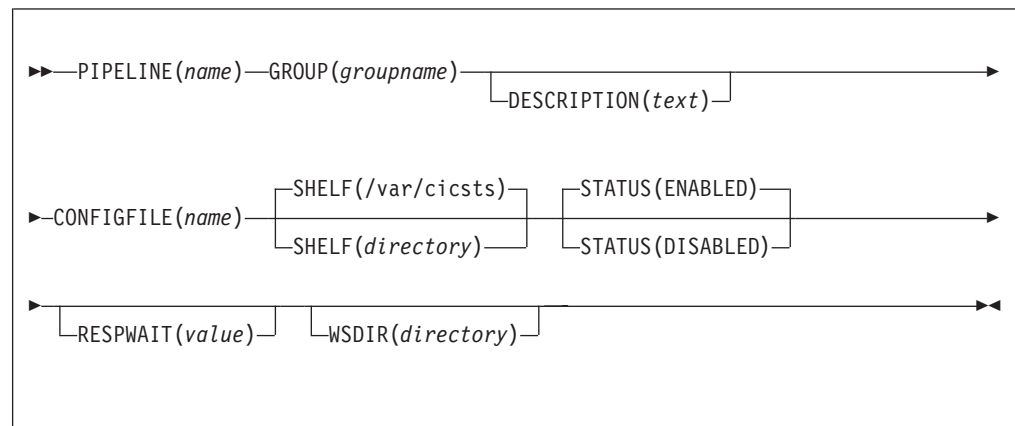 PIPELINE(name) GROUP(groupname)
DESCRIPTION(text)
SHELF(/var/cicsts) STATUS(ENABLED)
CONFIGFILE(name)
SHELF(directory) STATUS(DISABLED)
RESPWAIT(value) WSDIR(directory)